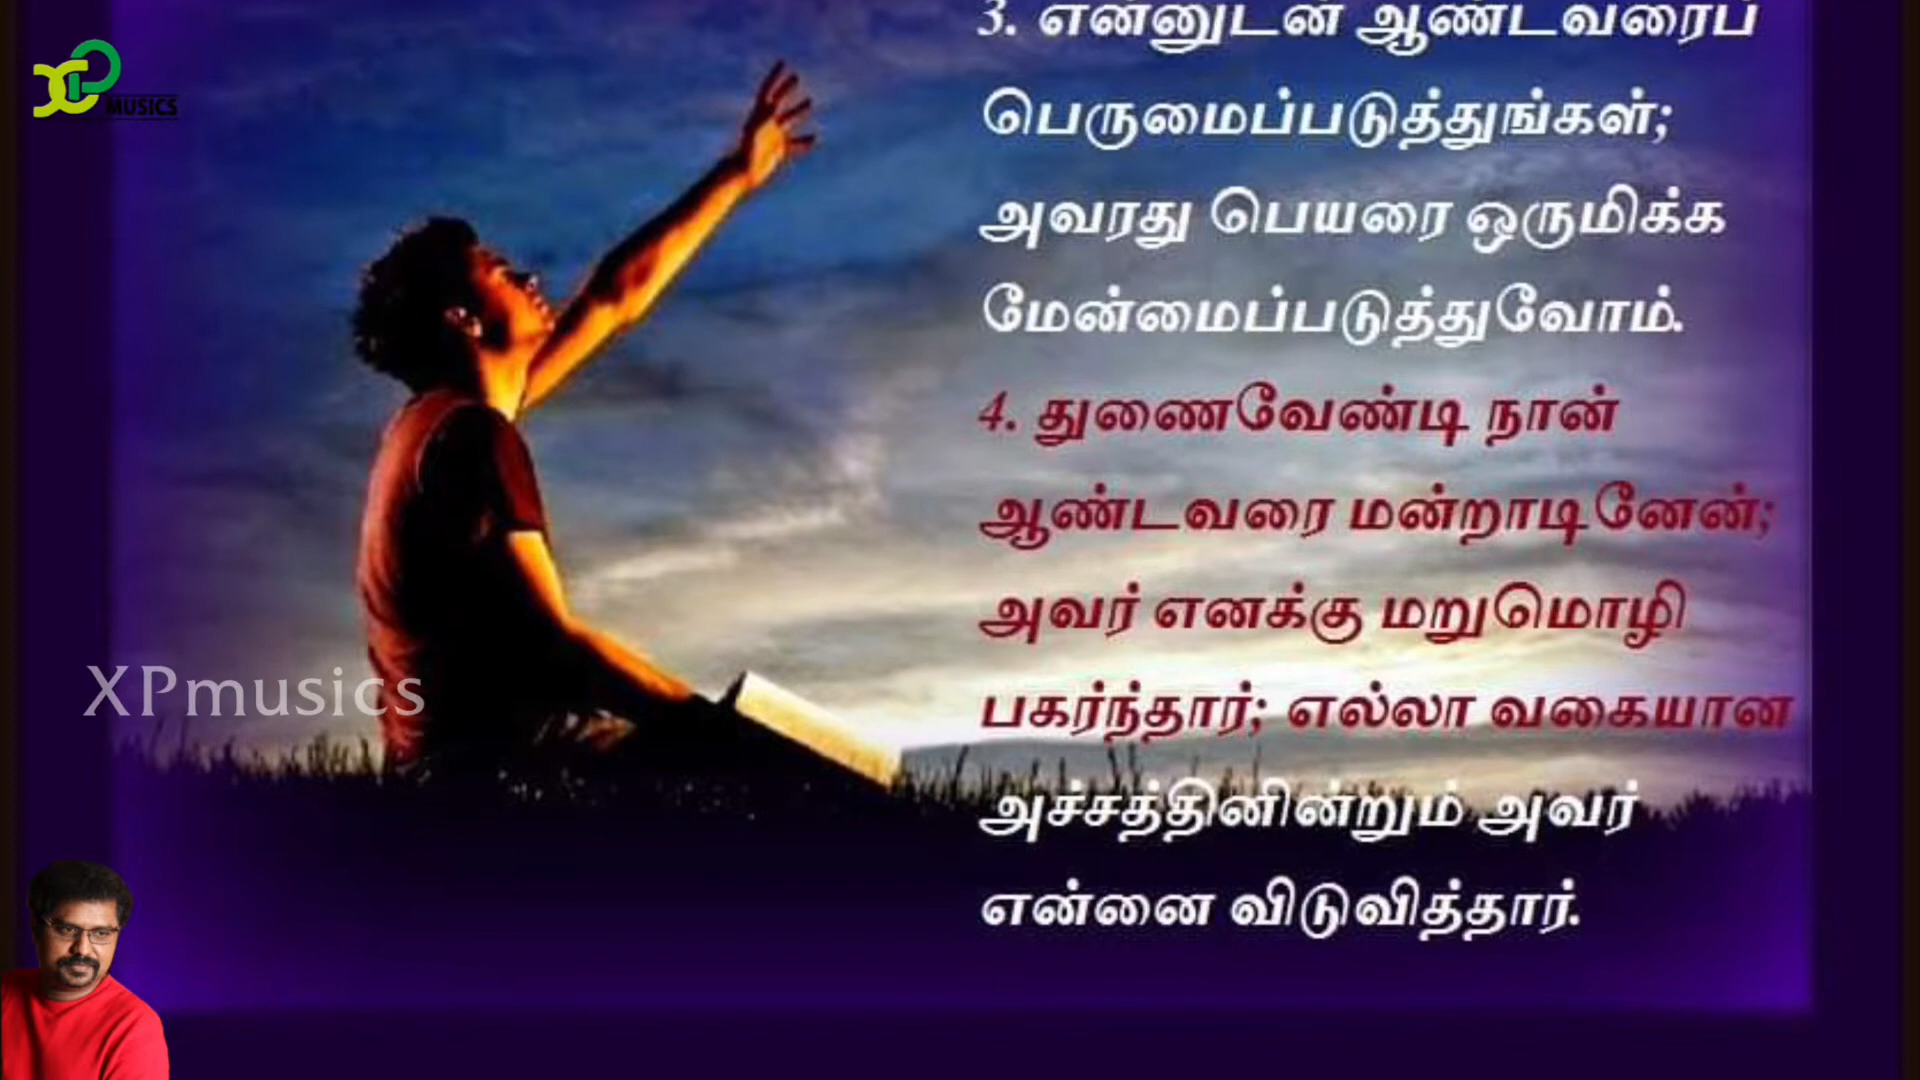 3. என்னுடன் ஆண்டவரைப்
பெருமைப்படுத்துங்கள்;
அவரது பெயரை ஒருமிக்க
மேன்மைப்படுத்துவோம்.
4. துணைவேண்டி நான்
ஆண்டவரை மன்றாடினேன்;
அவர் எனக்கு மறுமொழி
பகர்ந்தார்; எல்லா வகையான
அச்சத்தினின்றும் அவர்
என்னை விடுவித்தார்.
XP MUSICS
XPmusics